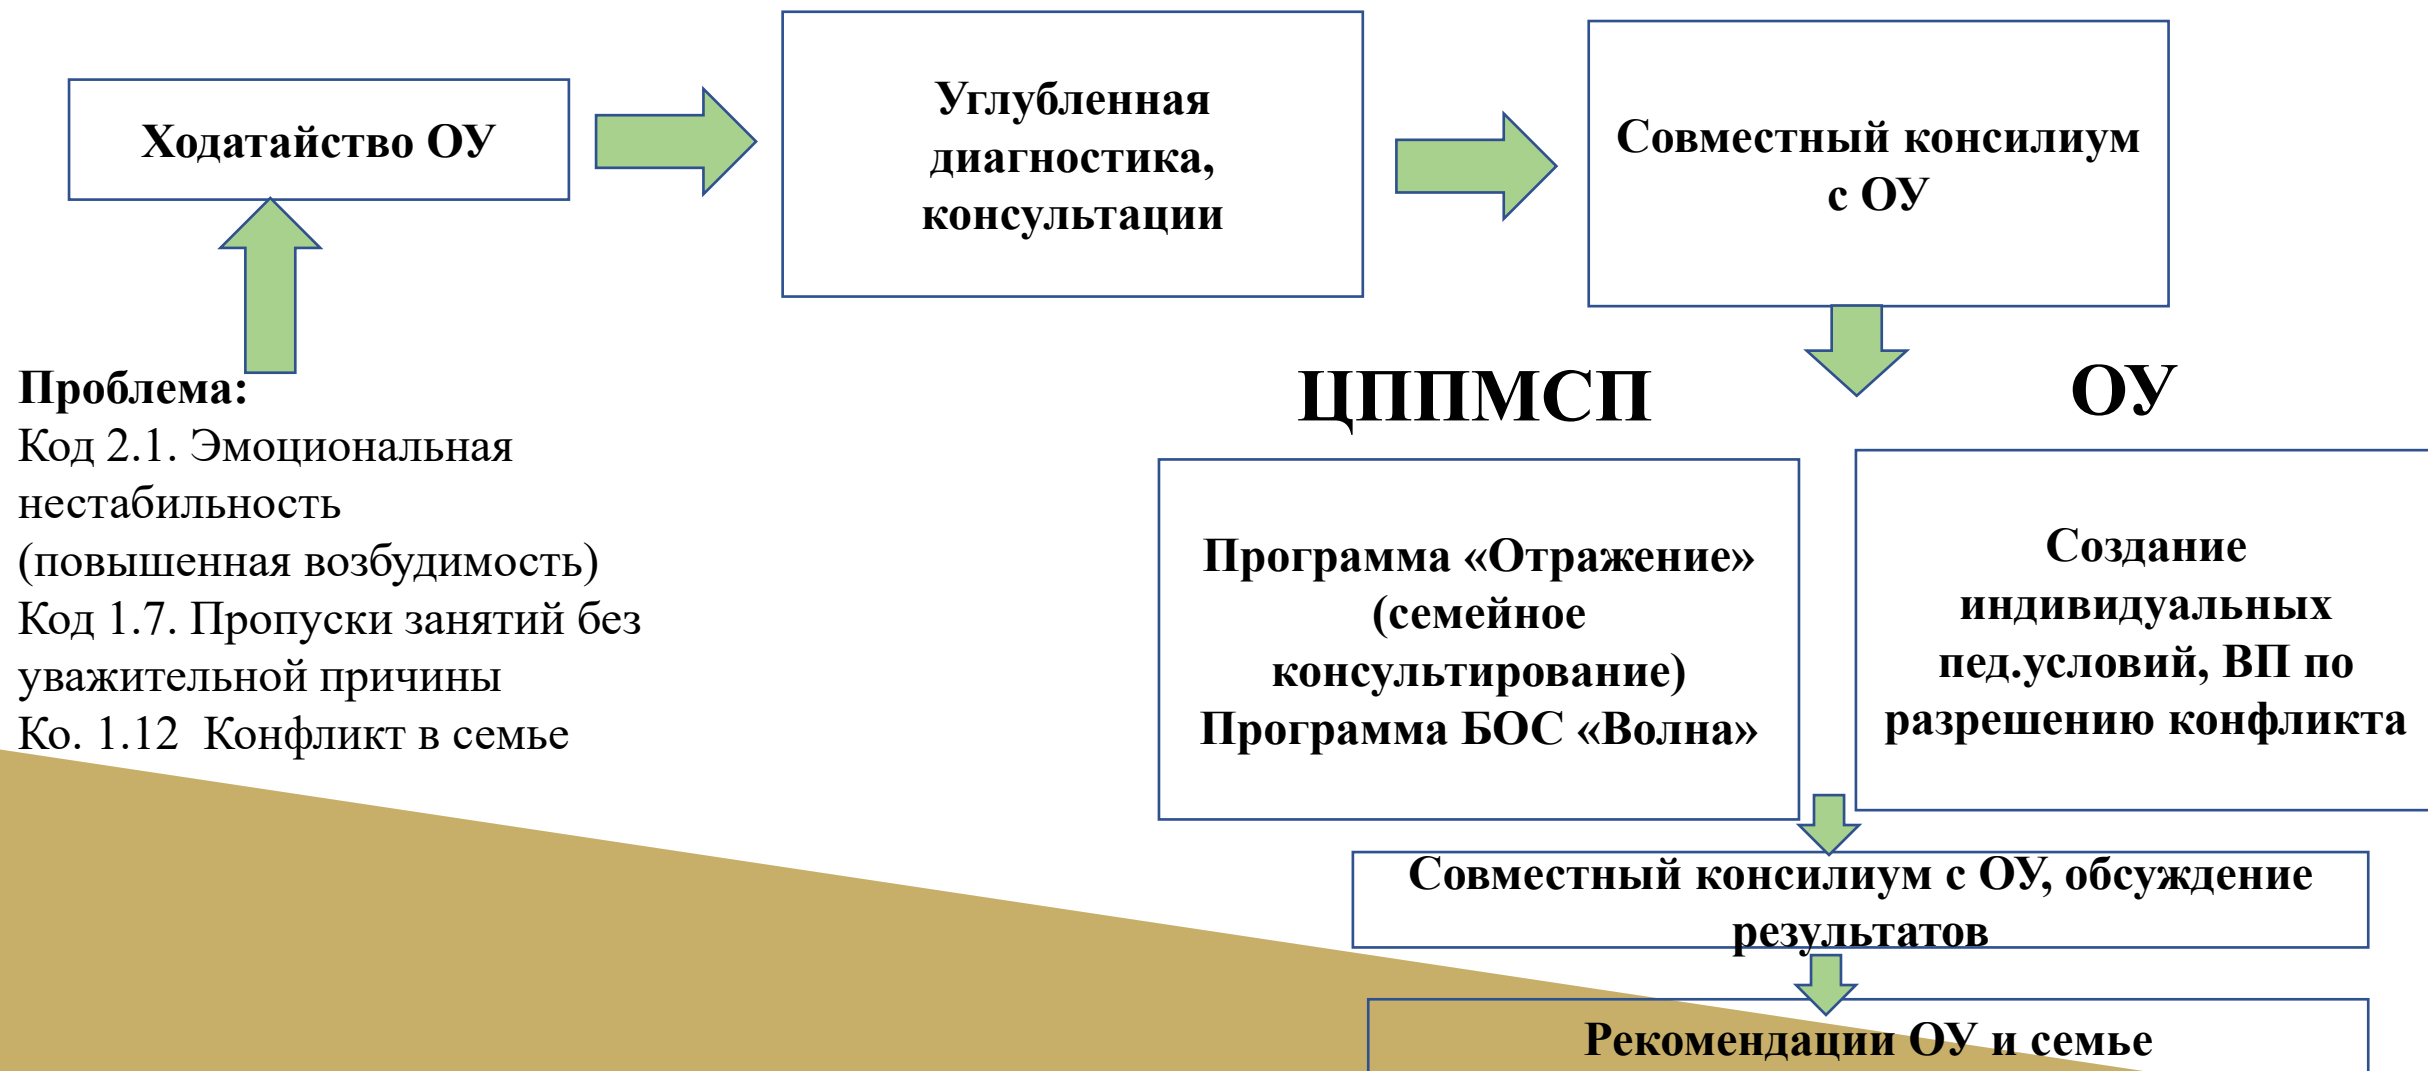 Ходатайство ОУ
Углубленная
диагностика,
консультации
Совместный консилиум
с ОУ
Проблема:
Код 2.1. Эмоциональная
нестабильность
(повышенная возбудимость)
Код 1.7. Пропуски занятий без
уважительной причины
Ко. 1.12 Конфликт в семье
ЦППМСП
ОУ
Программа «Отражение»
(семейное
консультирование)
Программа БОС «Волна»
Создание
индивидуальных
пед.условий, ВП по
разрешению конфликта
Совместный консилиум с ОУ, обсуждение
результатов
Рекомендации ОУ и семье